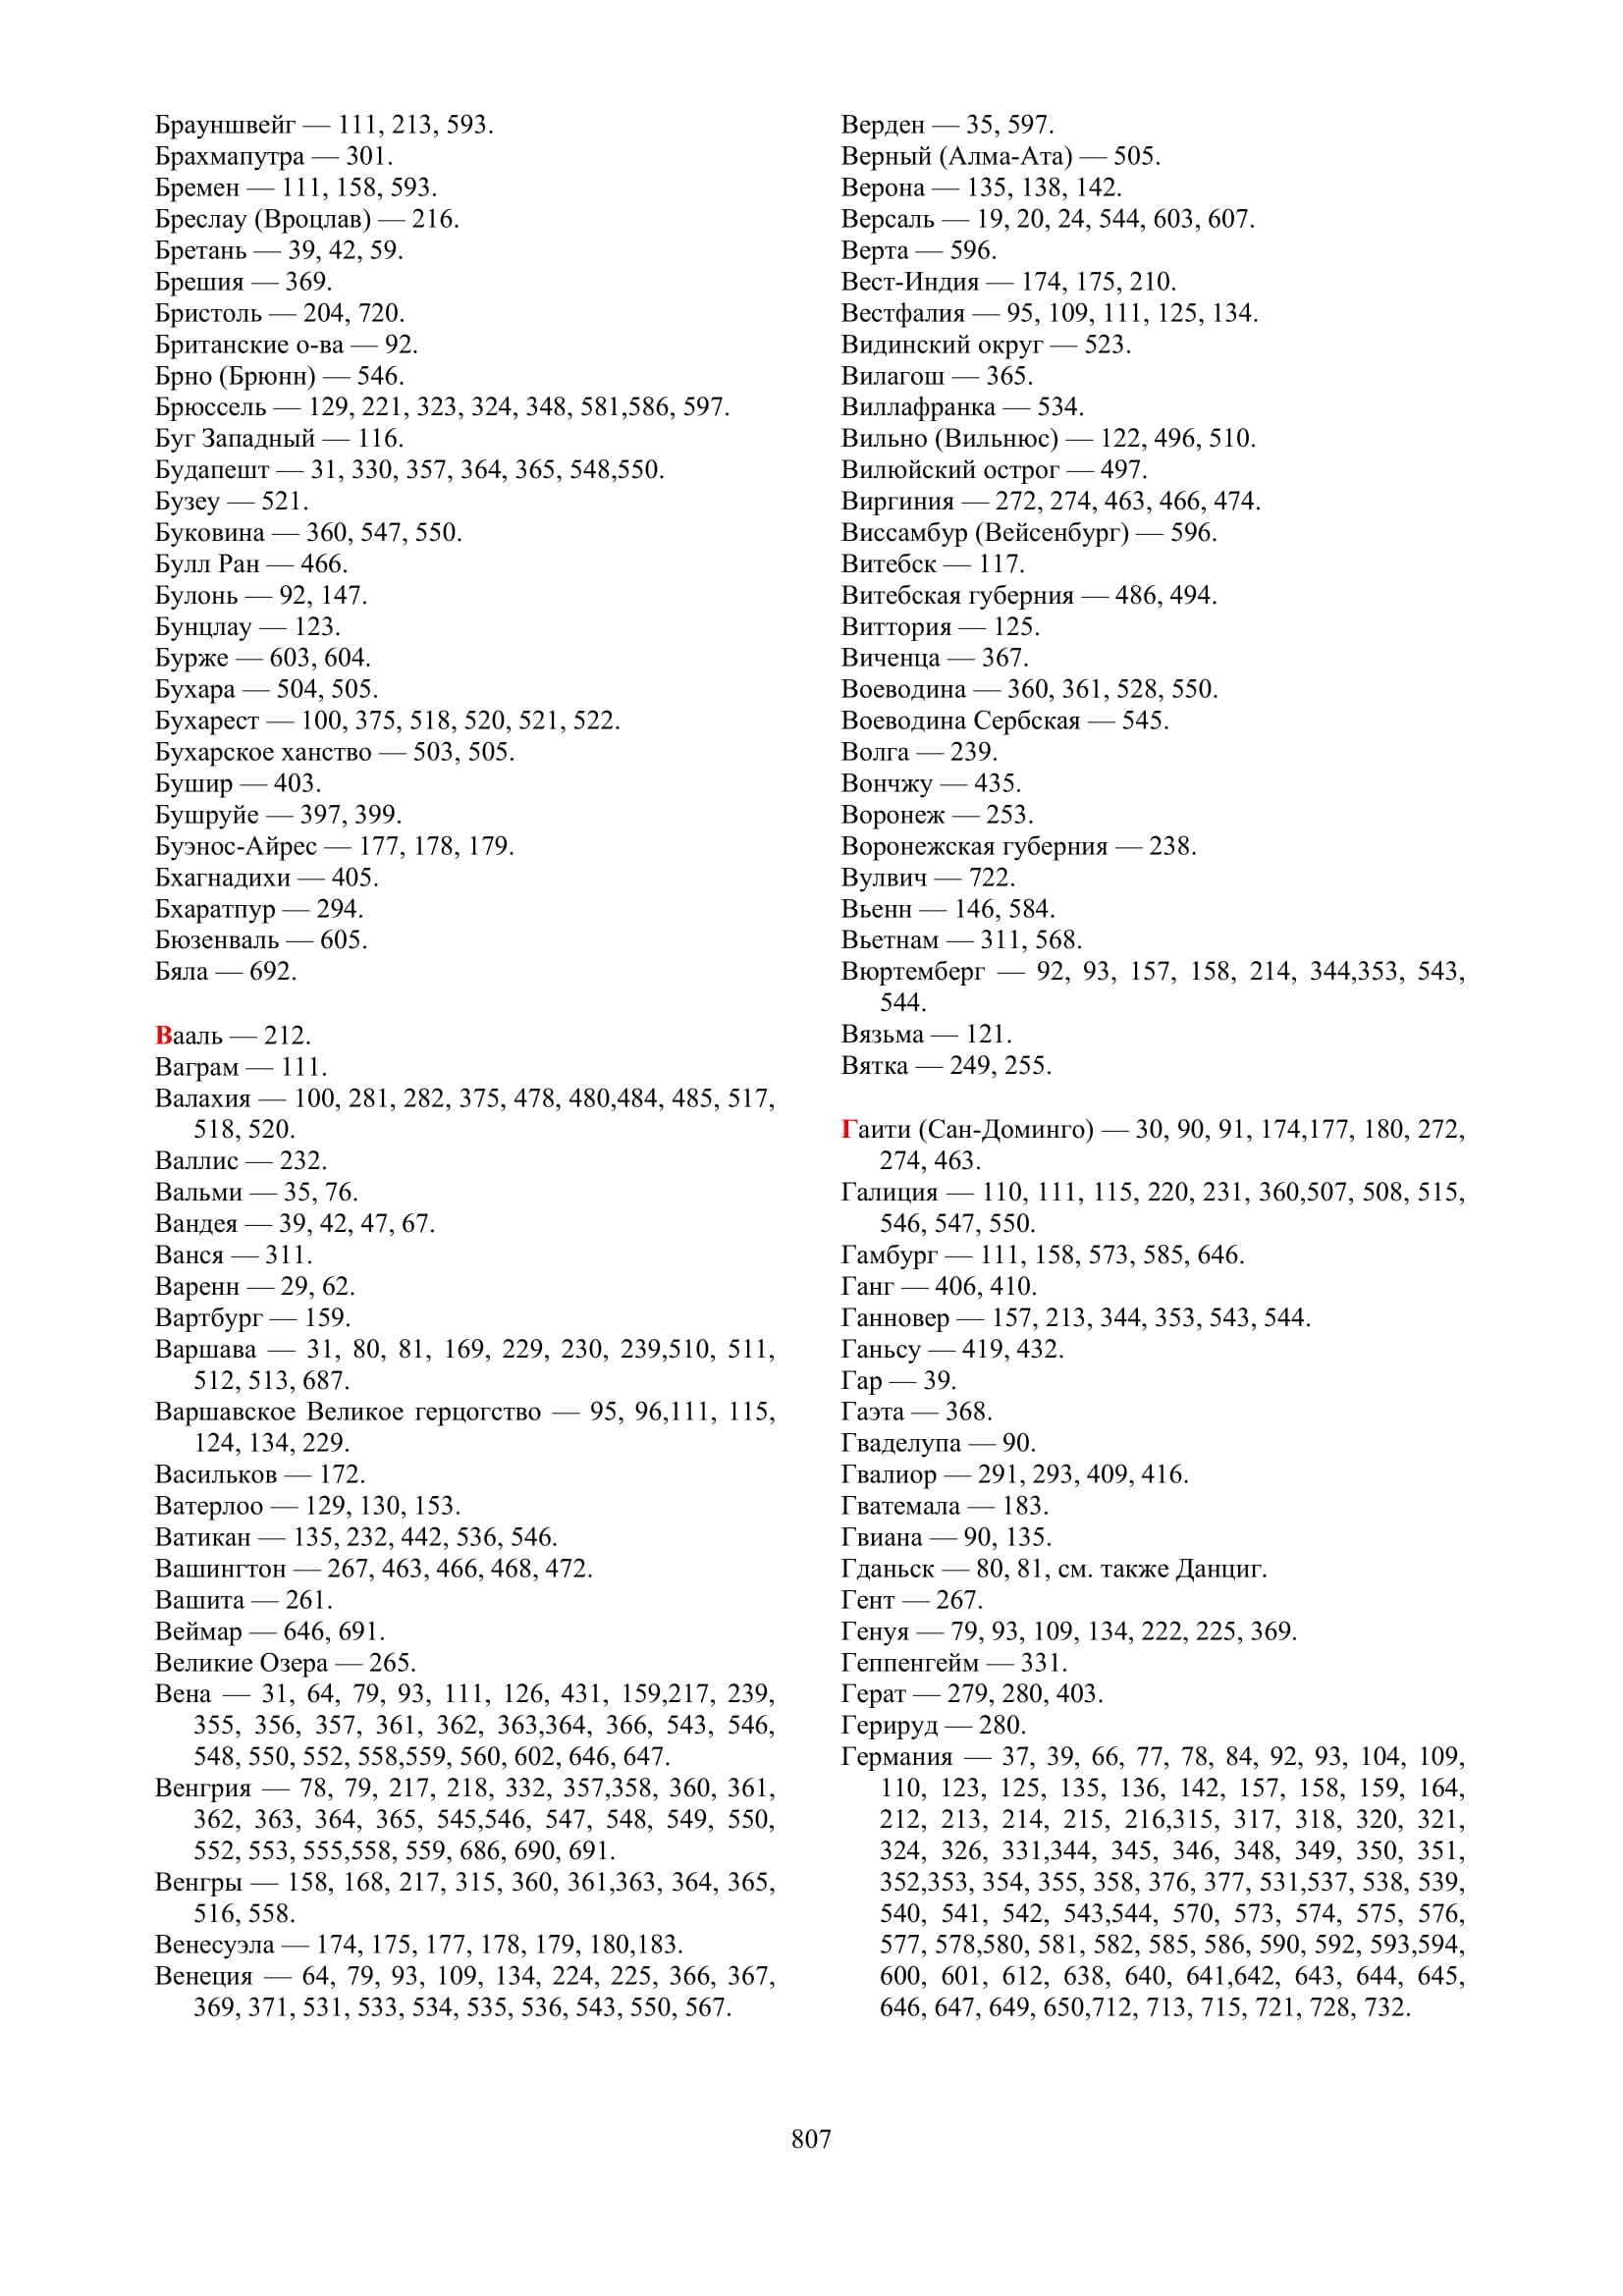 Брауншвейг — 111, 213, 593.
Брахмапутра — 301.
Бремен — 111, 158, 593.
Бреслау (Вроцлав) — 216.
Бретань — 39, 42, 59.
Брешия — 369.
Бристоль — 204, 720.
Британские о-ва — 92.
Брно (Брюнн) — 546.
Брюссель — 129, 221, 323, 324, 348, 581,586, 597.
Буг Западный — 116.
Будапешт — 31, 330, 357, 364, 365, 548,550.
Бузеу — 521.
Буковина — 360, 547, 550.
Булл Ран — 466.
Булонь — 92, 147.
Бунцлау — 123.
Бурже — 603, 604.
Бухара — 504, 505.
Бухарест — 100, 375, 518, 520, 521, 522.
Бухарское ханство — 503, 505.
Бушир — 403.
Бушруйе — 397, 399.
Буэнос-Айрес — 177, 178, 179.
Бхагнадихи — 405.
Бхаратпур — 294.
Бюзенваль — 605.
Бяла — 692.
Вааль — 212.
Ваграм — 111.
Валахия — 100, 281, 282, 375, 478, 480,484, 485, 517,
518, 520.
Валлис — 232.
Вальми — 35, 76.
Вандея — 39, 42, 47, 67.
Ванся — 311.
Варенн — 29, 62.
Вартбург — 159.
Варшава — 31, 80, 81, 169, 229, 230, 239,510, 511,
512, 513, 687.
Варшавское Великое герцогство — 95, 96,111, 115,
124, 134, 229.
Васильков — 172.
Ватерлоо — 129, 130, 153.
Ватикан — 135, 232, 442, 536, 546.
Вашингтон — 267, 463, 466, 468, 472.
Вашита — 261.
Веймар — 646, 691.
Великие Озера — 265.
Вена — 31, 64, 79, 93, 111, 126, 431, 159,217, 239,
355, 356, 357, 361, 362, 363,364, 366, 543, 546,
548, 550, 552, 558,559, 560, 602, 646, 647.
Венгрия — 78, 79, 217, 218, 332, 357,358, 360, 361,
362, 363, 364, 365, 545,546, 547, 548, 549, 550,
552, 553, 555,558, 559, 686, 690, 691.
Венгры — 158, 168, 217, 315, 360, 361,363, 364, 365,
516, 558.
Венесуэла — 174, 175, 177, 178, 179, 180,183.
Венеция — 64, 79, 93, 109, 134, 224, 225, 366, 367,
369, 371, 531, 533, 534, 535, 536, 543, 550, 567.
Верден — 35, 597.
Верный (Алма-Ата) — 505.
Верона — 135, 138, 142.
Версаль — 19, 20, 24, 544, 603, 607.
Верта — 596.
Вест-Индия — 174, 175, 210.
Вестфалия — 95, 109, 111, 125, 134.
Видинский округ — 523.
Вилагош — 365.
Виллафранка — 534.
Вильно (Вильнюс) — 122, 496, 510.
Вилюйский острог — 497.
Виргиния — 272, 274, 463, 466, 474.
Виссамбур (Вейсенбург) — 596.
Витебск — 117.
Витебская губерния — 486, 494.
Виттория — 125.
Виченца — 367.
Воеводина — 360, 361, 528, 550.
Воеводина Сербская — 545.
Волга — 239.
Вончжу — 435.
Воронеж — 253.
Воронежская губерния — 238.
Вулвич — 722.
Вьенн — 146, 584.
Вьетнам — 311, 568.
Вюртемберг — 92, 93, 157, 158, 214, 344,353, 543,
544.
Вязьма — 121.
Вятка — 249, 255.
Гаити (Сан-Доминго) — 30, 90, 91, 174,177, 180, 272,
274, 463.
Галиция — 110, 111, 115, 220, 231, 360,507, 508, 515,
546, 547, 550.
Гамбург — 111, 158, 573, 585, 646.
Ганг — 406, 410.
Ганновер — 157, 213, 344, 353, 543, 544.
Ганьсу — 419, 432.
Гар — 39.
Гаэта — 368.
Гваделупа — 90.
Гвалиор — 291, 293, 409, 416.
Гватемала — 183.
Гвиана — 90, 135.
Гданьск — 80, 81, см. также Данциг.
Гент — 267.
Генуя — 79, 93, 109, 134, 222, 225, 369.
Геппенгейм — 331.
Герат — 279, 280, 403.
Герируд — 280.
Германия — 37, 39, 66, 77, 78, 84, 92, 93, 104, 109,
110, 123, 125, 135, 136, 142, 157, 158, 159, 164,
212, 213, 214, 215, 216,315, 317, 318, 320, 321,
324, 326, 331,344, 345, 346, 348, 349, 350, 351,
352,353, 354, 355, 358, 376, 377, 531,537, 538, 539,
540, 541, 542, 543,544, 570, 573, 574, 575, 576,
577, 578,580, 581, 582, 585, 586, 590, 592, 593,594,
600, 601, 612, 638, 640, 641,642, 643, 644, 645,
646, 647, 649, 650,712, 713, 715, 721, 728, 732.
807